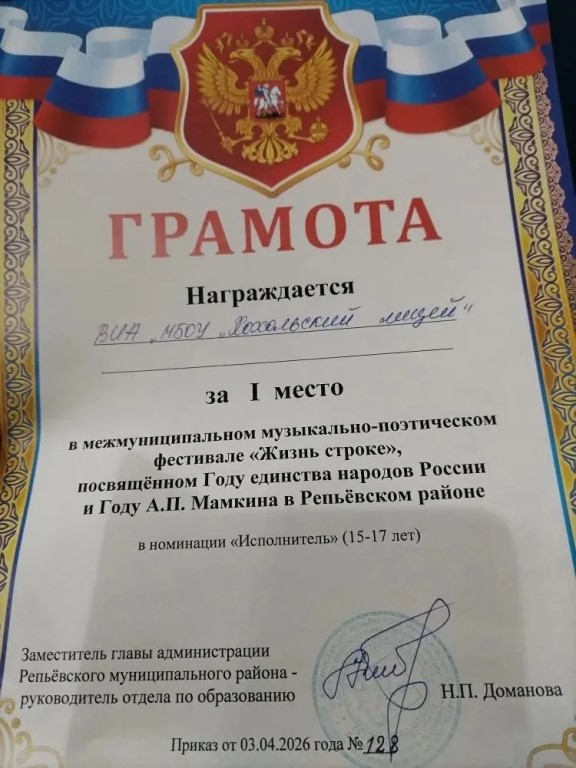 ГРАМОТА
Награждается
ВИА „МБОУ „Хохольский лицей"
за I место
в межмуниципальном музыкально-поэтическом
фестивале «Жизнь строке»,
посвящённом Году единства народов России
и Году А.П. Мамкина в Репьёвском районе
в номинации «Исполнитель» (15-17 лет)
Заместитель главы администрации
Репьёвского муниципального района -
руководитель отдела по образованию
Н.П. Доманова
Приказ от 03.04.2026 года №128